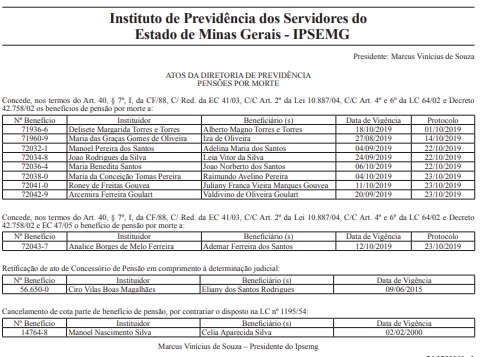 Instituto de Previdência dos Servidores do
Estado de Minas Gerais - IPSEMG
Presidente: Marcus Vinícius de Souza
ATOS DA DIRETORIA DE PREVIDÊNCIA
PENSÕES POR MORTE
Concede, nos termos do Art. 40, § 7º, I, da CF/88, C/ Red. da EC 41/03, C/C Art. 2º da Lei 10.887/04, C/C Art. 4º e 6º da LC 64/02 e Decreto
42.758/02 os benefícios de pensão por morte a:
Nº Benefício Instituidor Beneficiário (s) Data de Vigência Protocolo
71936-6 Delisete Margarida Torres e Torres Alberto Magno Torres e Torres 18/10/2019 01/10/2019
71960-9 Maria das Graças Gomes de Oliveira Iza de Oliveira 27/08/2019 14/10/2019
72032-1 Manoel Pereira dos Santos Adelina Maria dos Santos 04/09/2019 22/10/2019
72034-8 Joao Rodrigues da Silva Leia Vitor da Silva 24/09/2019 22/10/2019
72036-4 Maria Benedita Santos Joao Norberto dos Santos 06/10/2019 22/10/2019
72038-0 Maria da Conceição Tomas Pereira Raimundo Avelino Pereira 04/10/2019 23/10/2019
72041-0 Roney de Freitas Gouvea Juliany Franca Vieira Marques Gouvea 11/10/2019 23/10/2019
72042-9 Arcemira Ferreira Goulart Valdivino de Oliveira Goulart 20/09/2019 23/10/2019
Concede, nos termos do Art. 40, § 7º, I, da CF/88, C/ Red. da EC 41/03, C/C Art. 2º da Lei 10.887/04, C/C Art. 4º e 6º da LC 64/02 e Decreto
42.758/02 e EC 47/05 o benefício de pensão por morte a:
Nº Benefício Instituidor Beneficiário (s) Data de Vigência Protocolo
72043-7 Analice Borges de Melo Ferreira Ademar Ferreira dos Santos 12/10/2019 23/10/2019
Retificação de ato de Concessório de Pensão em comprimento à determinação judicial:
Nº Benefício Instituidor Beneficiário (s) Data de Vigência
56.650-0 Ciro Vilas Boas Magalhães Eliany dos Santos Rodrigues 09/06/2015
Cancelamento de cota parte de benefício de pensão, por contrariar o disposto na LC nº 1195/54:
Nº Benefício Instituidor Beneficiário (s) Data de Vigência
14764-8 Manoel Nascimento Silva Celia Aparecida Silva 02/02/2000
Marcus Vinícius de Souza – Presidente do Ipsemg